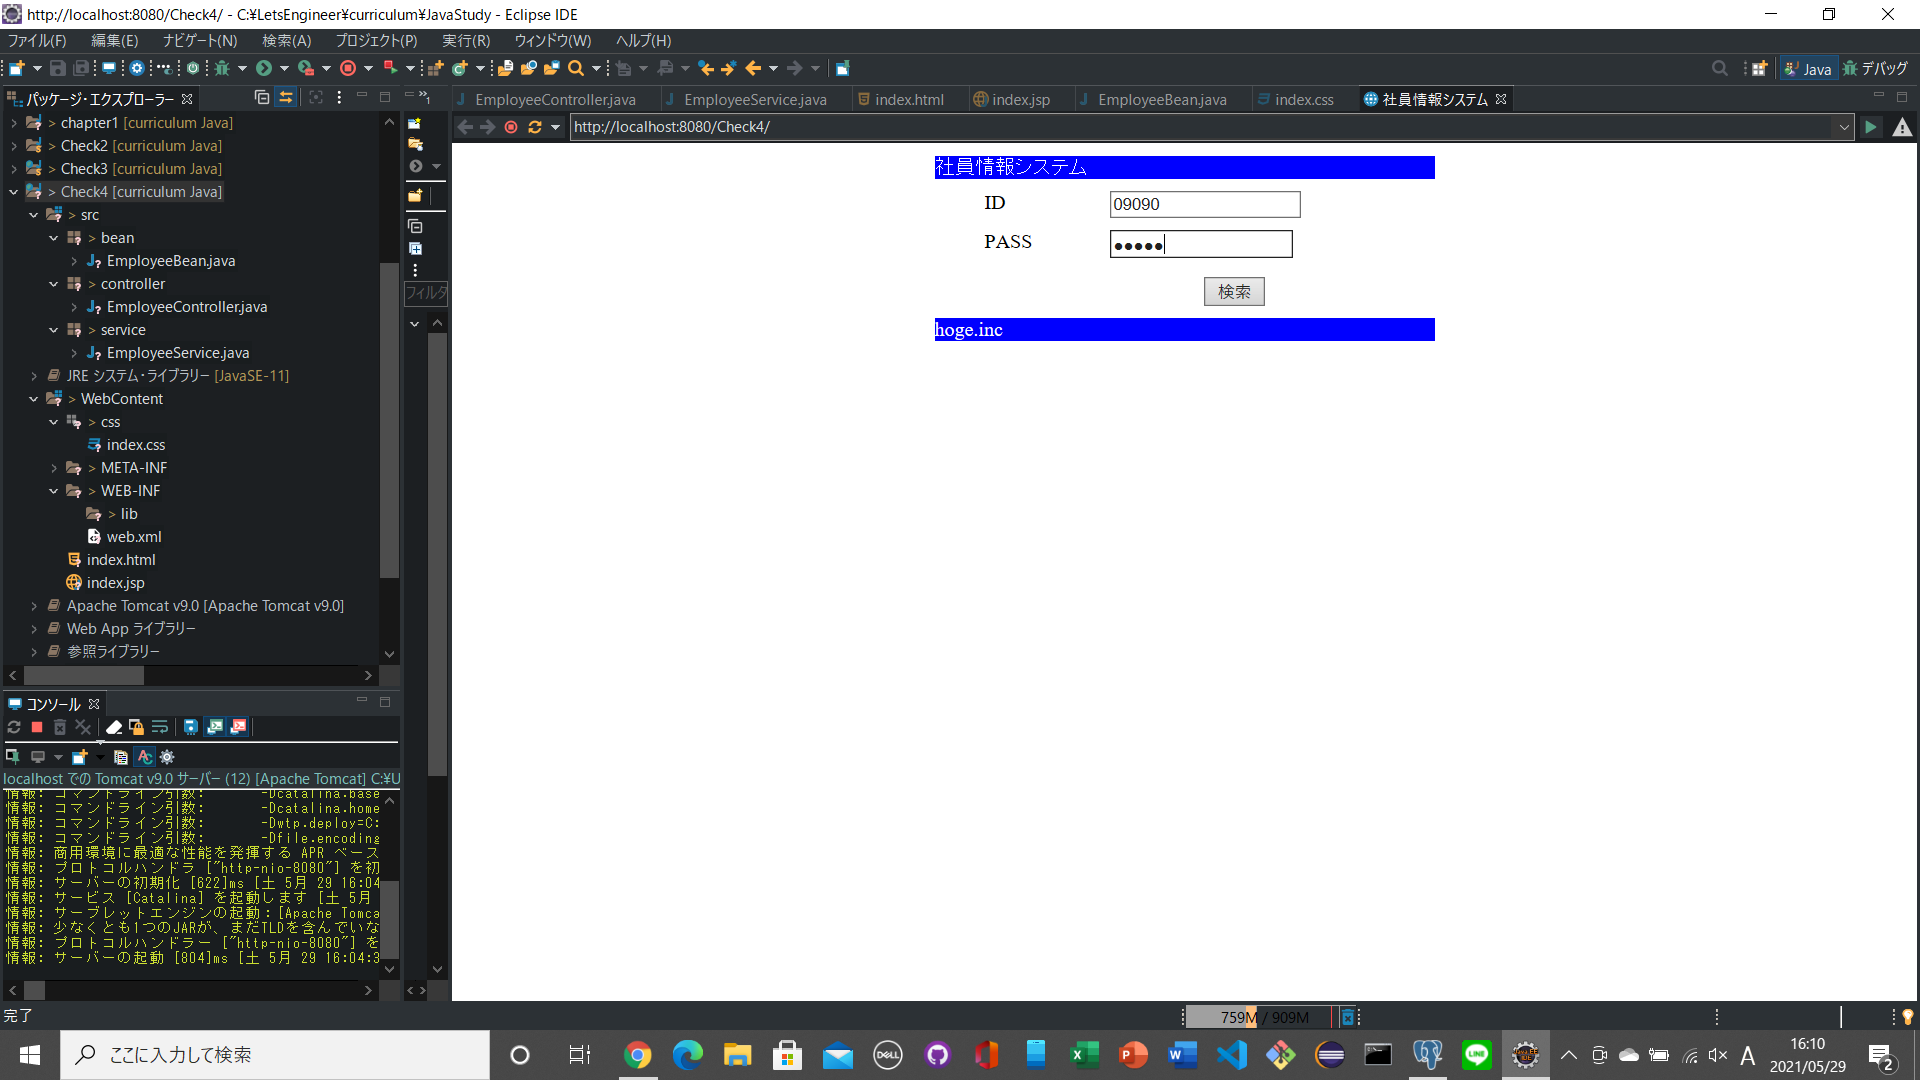 http://localhost:8080/Check4/ - C:¥LetsEngineer¥curriculum¥JavaStudy - Eclipse IDE
ファイル(F) 編集(E) ナビゲート(N) 検索(A) プロジェクト(P) 実行(R) ウィンドウ(W) ヘルプ(H)
Java デバッグ
パッケージ・エクスプローラー
EmployeeController.java EmployeeService.java index.html index.jsp EmployeeBean.java index.css 社員情報システム
http://localhost:8080/Check4/
> chapter1 [curriculum Java]
> Check2 [curriculum Java]
> Check3 [curriculum Java]
> Check4 [curriculum Java]
> src
> bean
EmployeeBean.java
> controller
EmployeeController.java
> service
EmployeeService.java
JRE システム・ライブラリー [JavaSE-11]
> WebContent
> css
index.css
> META-INF
> WEB-INF
> lib
web.xml
index.html
index.jsp
Apache Tomcat v9.0 [Apache Tomcat v9.0]
Web App ライブラリー
参照ライブラリー
フィルタ
社員情報システム
ID 09090
PASS ●●●●●
検索
hoge.inc
コンソール
localhost での Tomcat v9.0 サーバー (12) [Apache Tomcat] C:¥U
情報: コマンドライン引数: -Dcatalina.base
情報: コマンドライン引数: -Dcatalina.home
情報: コマンドライン引数: -Dwtp.deploy=C:
情報: コマンドライン引数: -Dfile.encoding
情報: 商用環境に最適な性能を発揮する APR ベース
情報: プロトコルハンドラ ["http-nio-8080"] を初
情報: サーバーの初期化 [622]ms [土 5月 29 16:04
情報: サービス [Catalina] を起動します [土 5月
情報: サーブレットエンジンの起動：[Apache Tomca
情報: 少なくとも1つのJARが、まだTLDを含んでいな
情報: プロトコルハンドラー ["http-nio-8080"] を
情報: サーバーの起動 [804]ms [土 5月 29 16:04:3
完了
759M / 909M
ここに入力して検索
A
16:10
2021/05/29
2